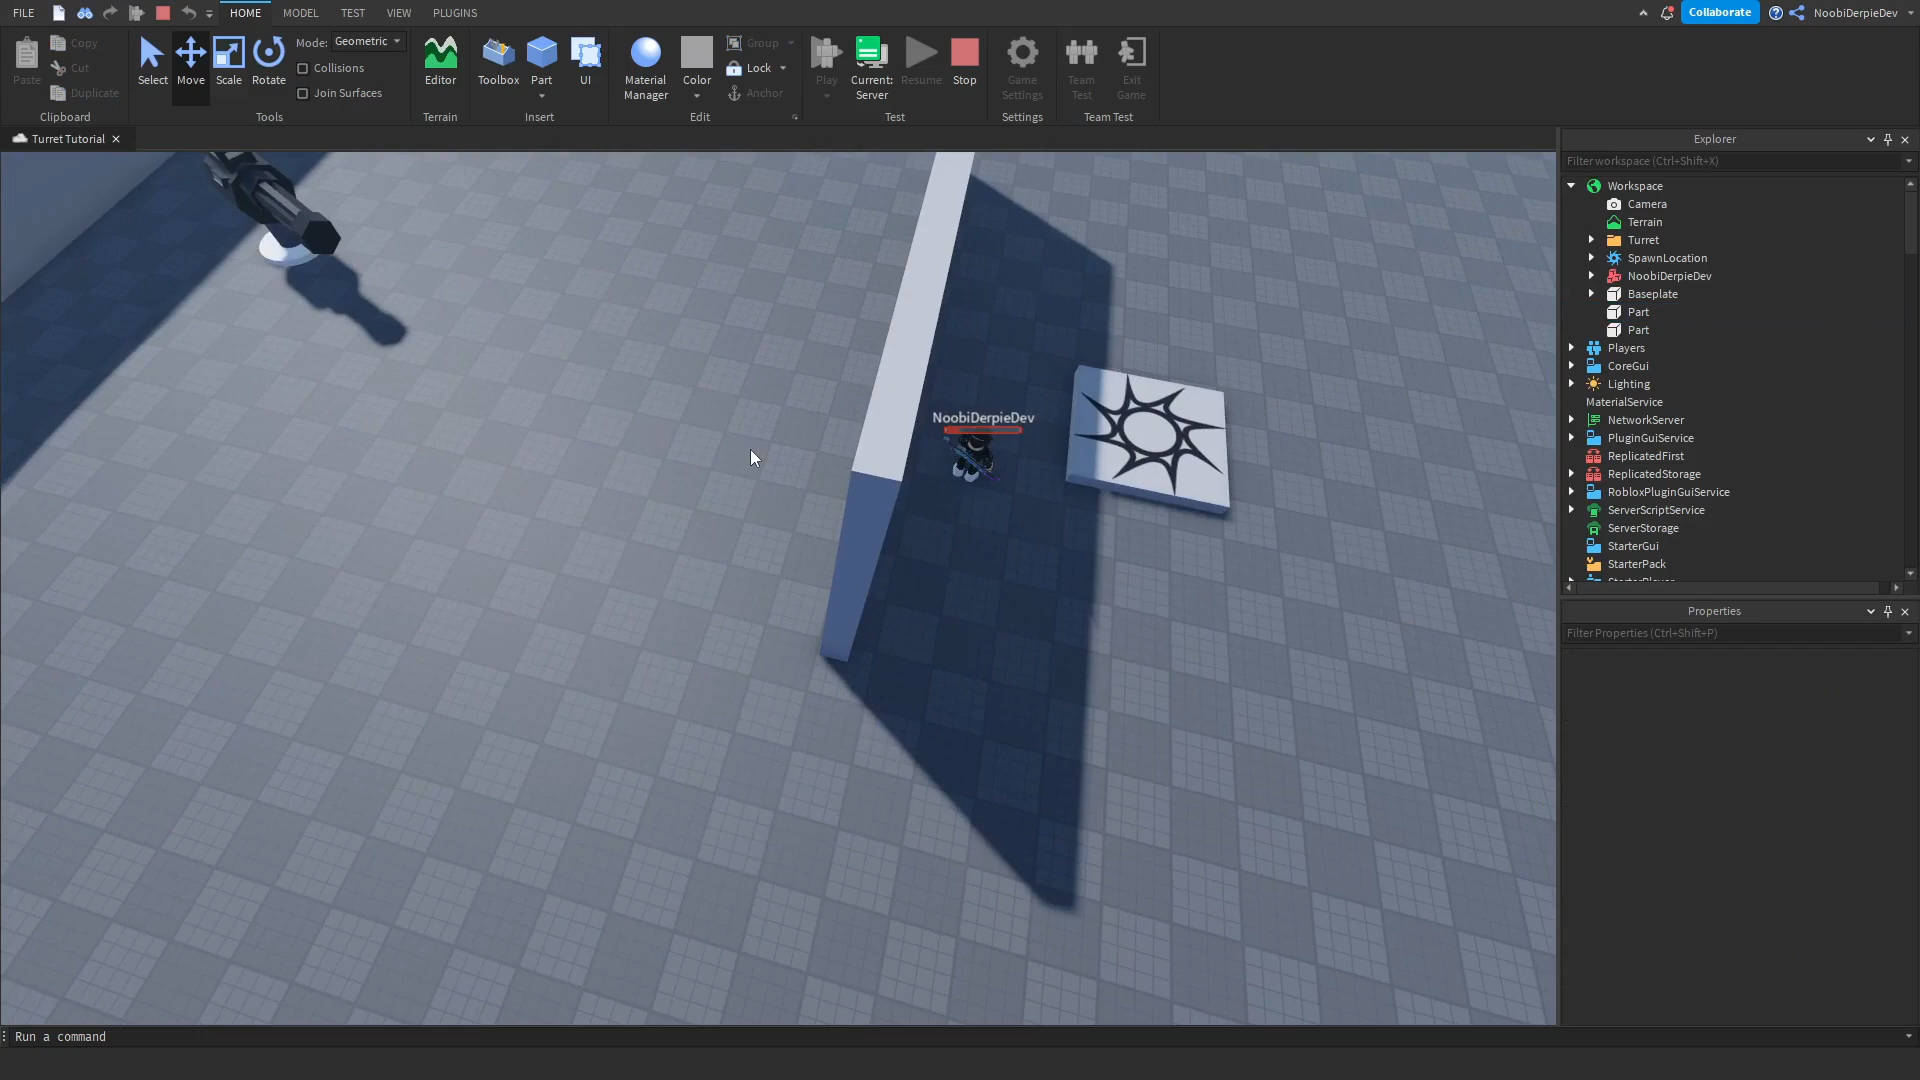 FILE HOME MODEL TEST VIEW PLUGINS Collaborate NoobiDerpieDev
Paste Copy Cut Duplicate Clipboard
Select Move Scale Rotate Mode: Geometric Collisions Join Surfaces Tools
Editor Terrain
Toolbox Part UI Insert
Material Manager Color Group Lock Anchor Edit
Play Current: Server Resume Stop Test
Game Settings Settings
Team Test Exit Game Team Test
Turret Tutorial
NoobiDerpieDev
Explorer
Filter workspace (Ctrl+Shift+X)
Workspace
Camera
Terrain
Turret
SpawnLocation
NoobiDerpieDev
Baseplate
Part
Part
Players
CoreGui
Lighting
MaterialService
NetworkServer
PluginGuiService
ReplicatedFirst
ReplicatedStorage
RobloxPluginGuiService
ServerScriptService
ServerStorage
StarterGui
StarterPack
Properties
Filter Properties (Ctrl+Shift+P)
Run a command